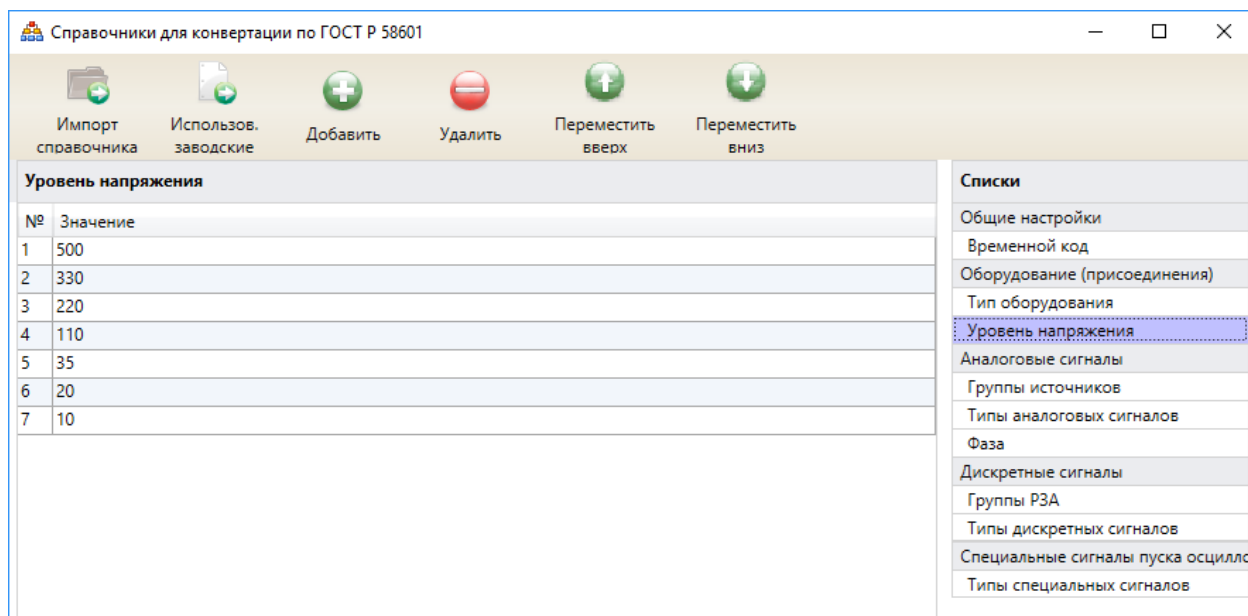 Справочники для конвертации по ГОСТ Р 58601
Импорт справочника
Использов. заводские
Добавить
Удалить
Переместить вверх
Переместить вниз
Уровень напряжения
№ Значение
1 500
2 330
3 220
4 110
5 35
6 20
7 10
Списки
Общие настройки
Временной код
Оборудование (присоединения)
Тип оборудования
Уровень напряжения
Аналоговые сигналы
Группы источников
Типы аналоговых сигналов
Фаза
Дискретные сигналы
Группы РЗА
Типы дискретных сигналов
Специальные сигналы пуска осцилло
Типы специальных сигналов